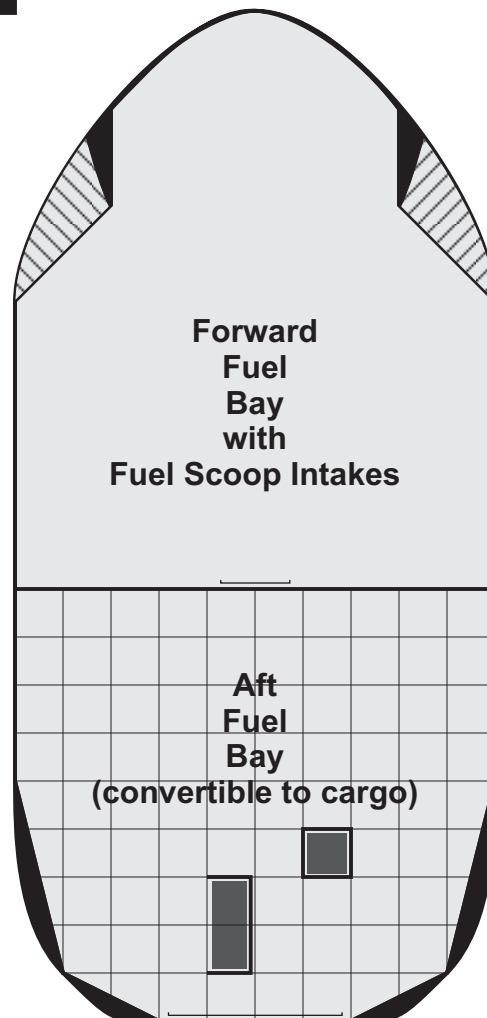 Forward
Fuel
Bay
with
Fuel Scoop Intakes
Aft
Fuel
Bay
(convertible to cargo)